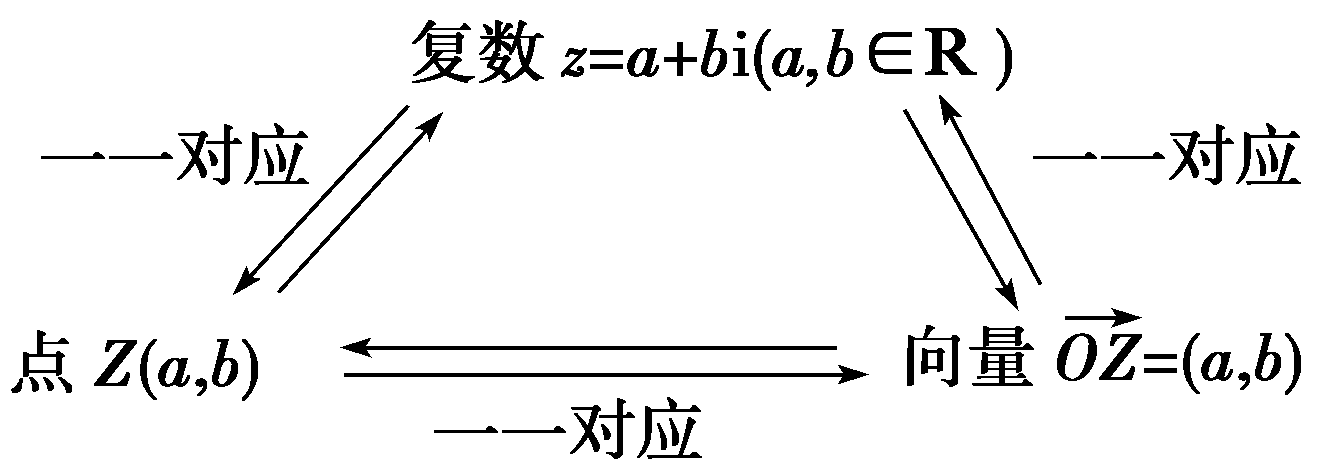 复数 z=a+bi(a,b∈R)
一一对应
一一对应
点 Z(a,b)
向量 \overrightarrow{OZ}=(a,b)
一一对应